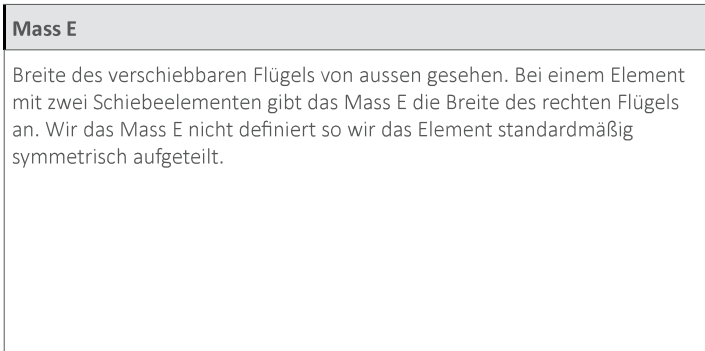 Mass E
Breite des verschiebbaren Flügels von aussen gesehen. Bei einem Element
mit zwei Schiebeelementen gibt das Mass E die Breite des rechten Flügels
an. Wir das Mass E nicht definiert so wir das Element standardmäßig
symmetrisch aufgeteilt.